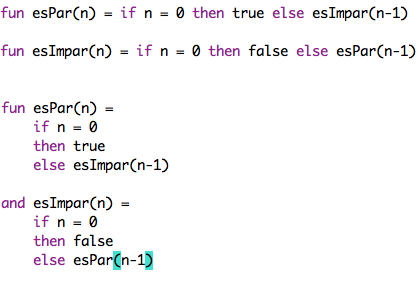 fun esPar(n) = if n = 0 then true else esImpar(n-1)
fun esImpar(n) = if n = 0 then false else esPar(n-1)
fun esPar(n) =
if n = 0
then true
else esImpar(n-1)
and esImpar(n) =
if n = 0
then false
else esPar(n-1)